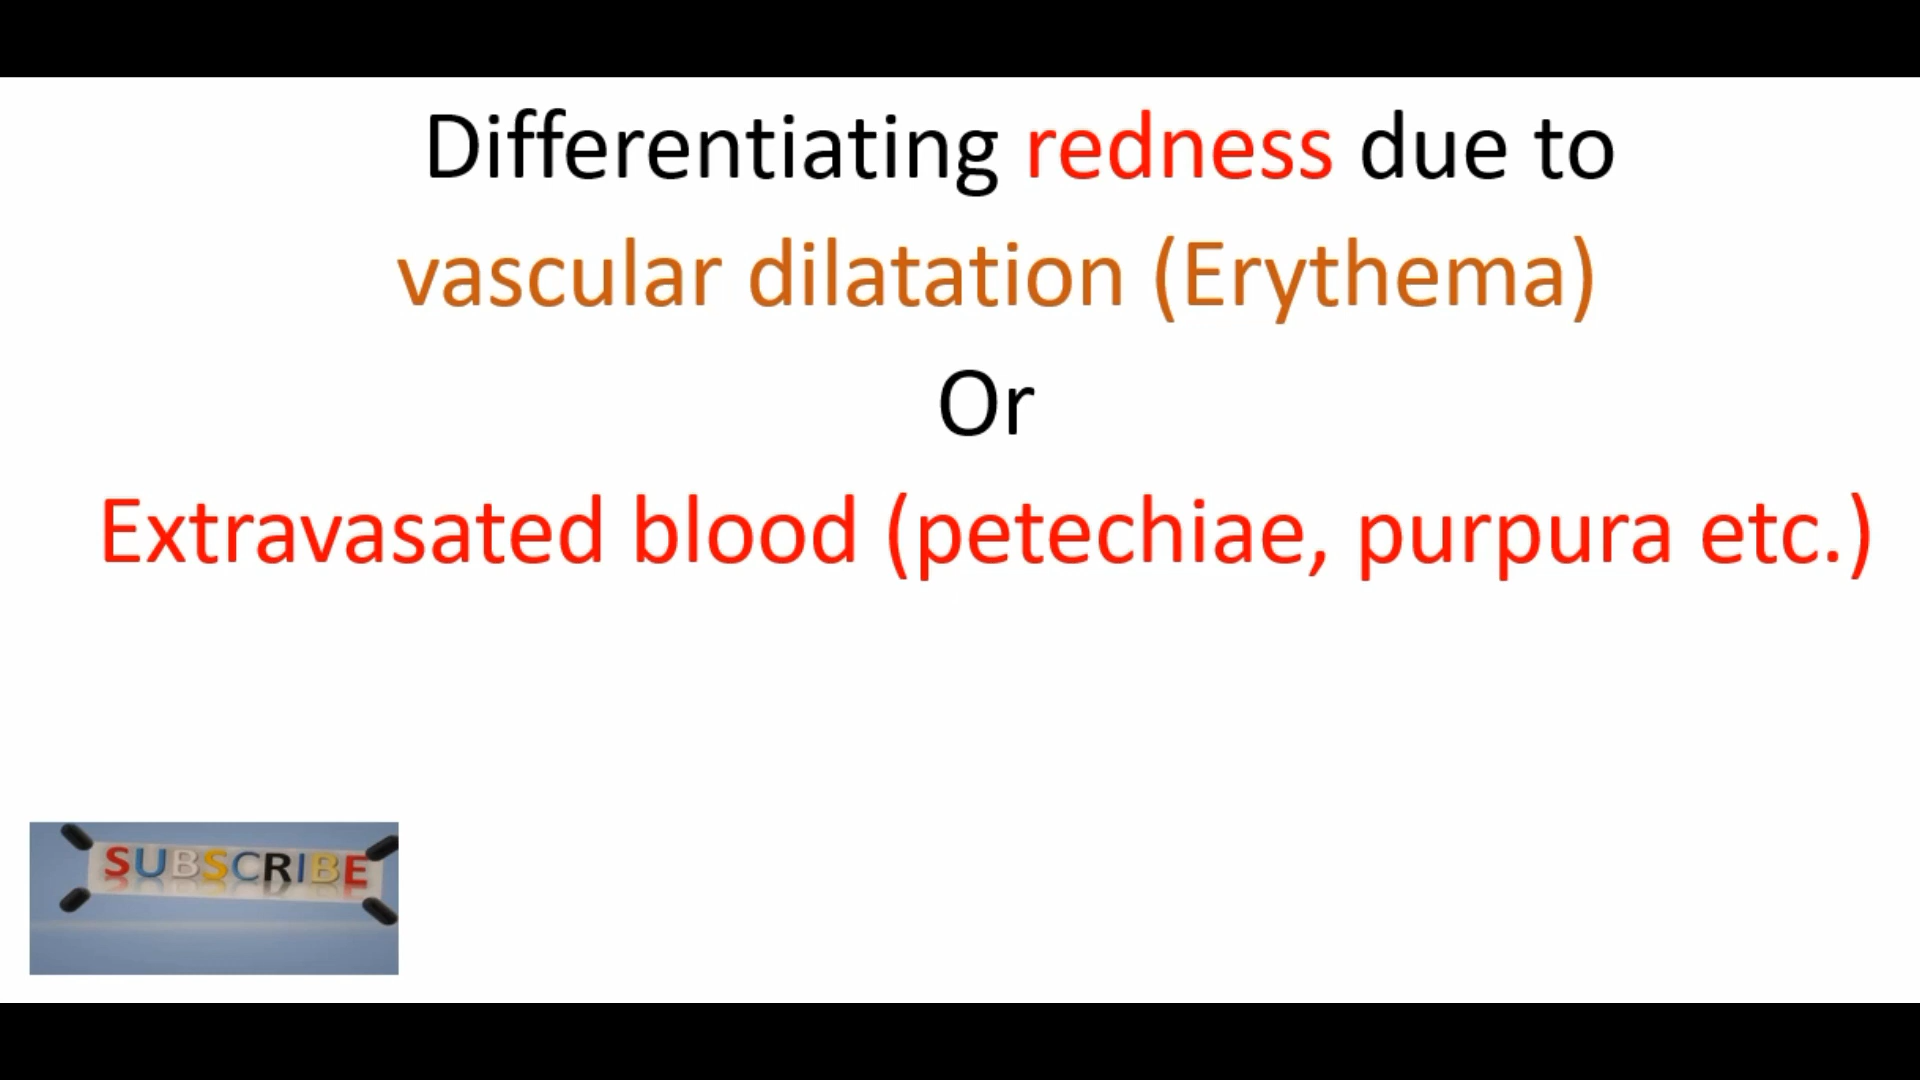 Differentiating redness due to
vascular dilatation (Erythema)
Or
Extravasated blood (petechiae, purpura etc.)
SUBSCRIBE